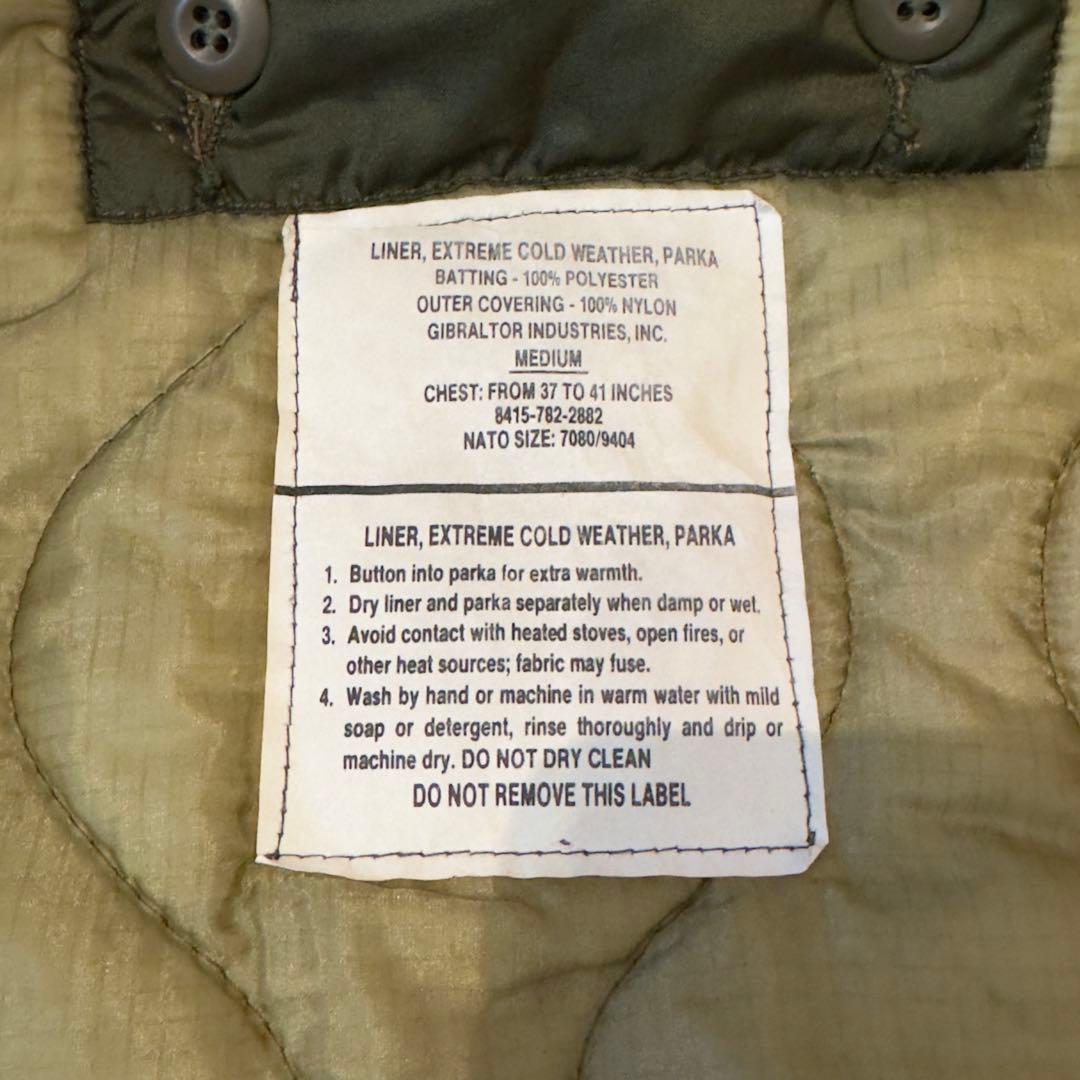 LINER, EXTREME COLD WEATHER, PARKA
BATTING - 100% POLYESTER
OUTER COVERING - 100% NYLON
GIBRALTOR INDUSTRIES, INC.
MEDIUM
CHEST: FROM 37 TO 41 INCHES
8415-782-2882
NATO SIZE: 7080/9404
LINER, EXTREME COLD WEATHER, PARKA
1. Button into parka for extra warmth.
2. Dry liner and parka separately when damp or wet.
3. Avoid contact with heated stoves, open fires, or
other heat sources; fabric may fuse.
4. Wash by hand or machine in warm water with mild
soap or detergent, rinse thoroughly and drip or
machine dry. DO NOT DRY CLEAN
DO NOT REMOVE THIS LABEL